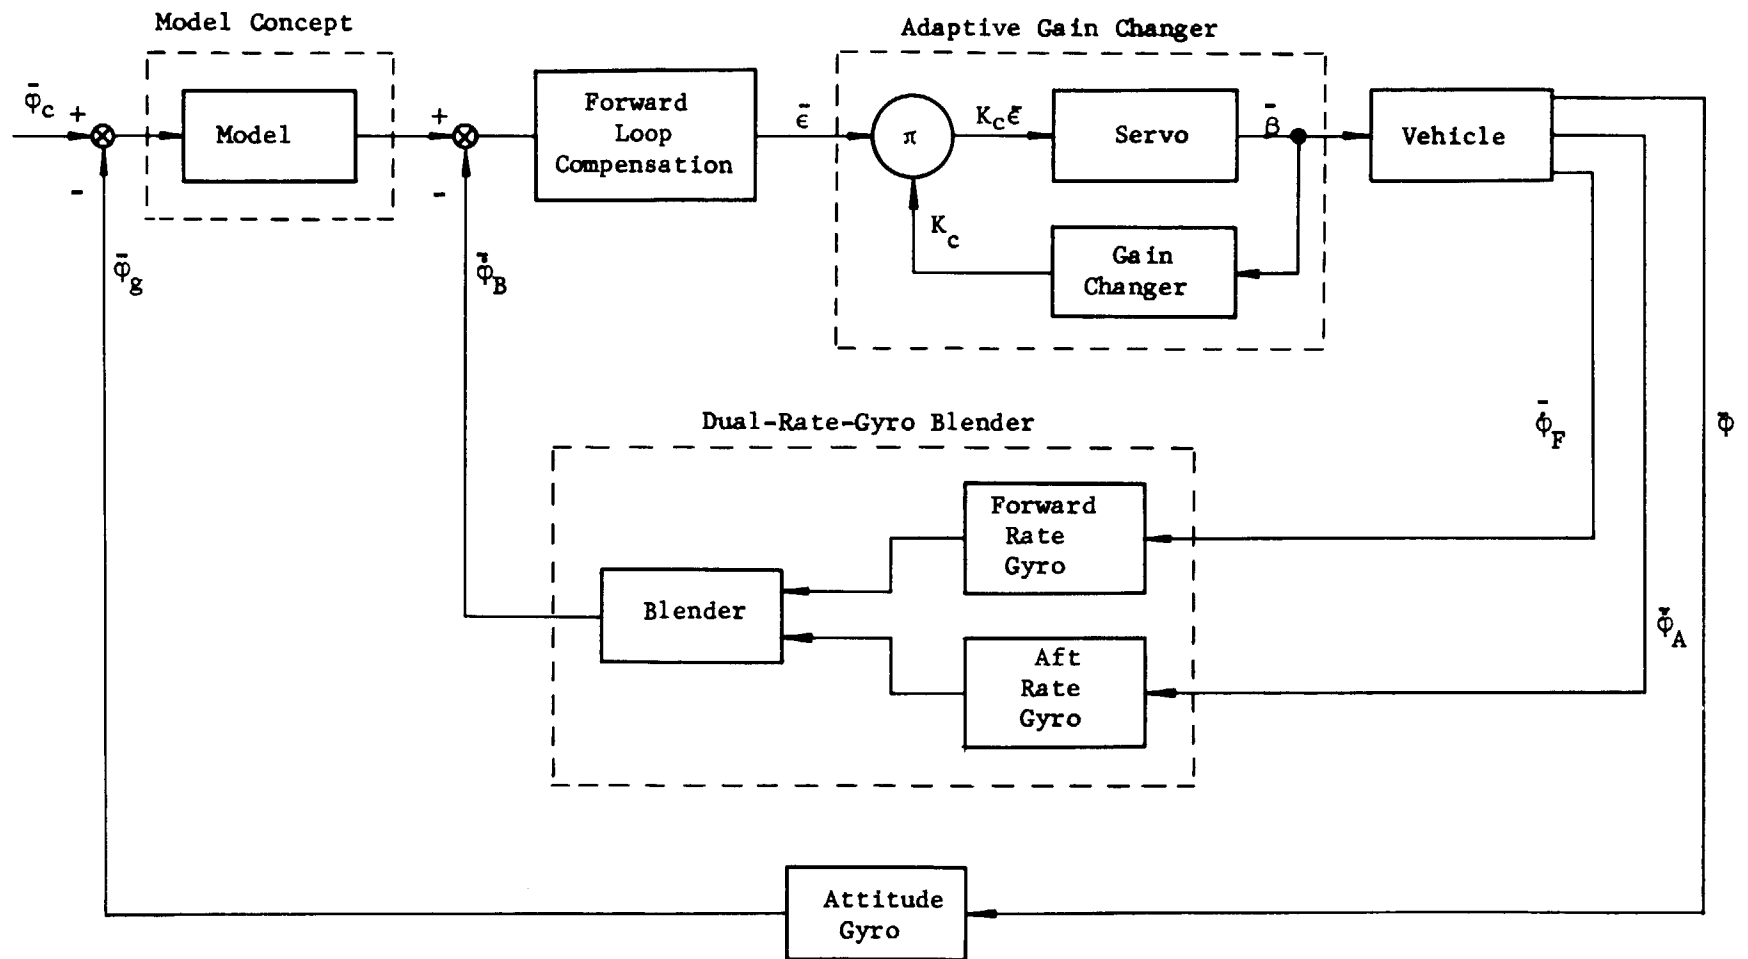 Model Concept
Adaptive Gain Changer
φ̄c
+
-
Model
+
-
Forward
Loop
Compensation
ϵ̄
π
Kcϵ̄
Servo
β̄
Vehicle
Kc
Gain
Changer
φ̄g
φ̇̄B
Dual-Rate-Gyro Blender
φ̇̄F
φ̄
Forward
Rate
Gyro
Blender
φ̇̄A
Aft
Rate
Gyro
Attitude
Gyro